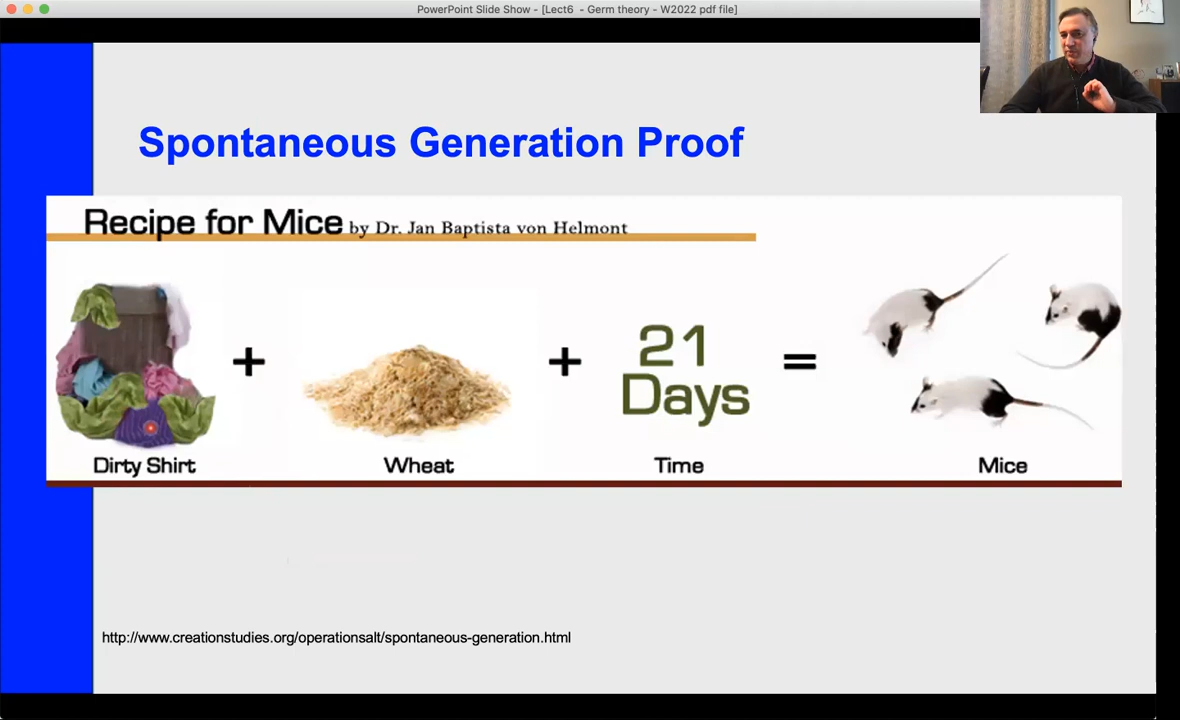 PowerPoint Slide Show - [Lect6 - Germ theory - W2022 pdf file]
Spontaneous Generation Proof
Recipe for Mice by Dr. Jan Baptista von Helmont
+ + 21 Days =
Dirty Shirt Wheat Time Mice
http://www.creationstudies.org/operationsalt/spontaneous-generation.html